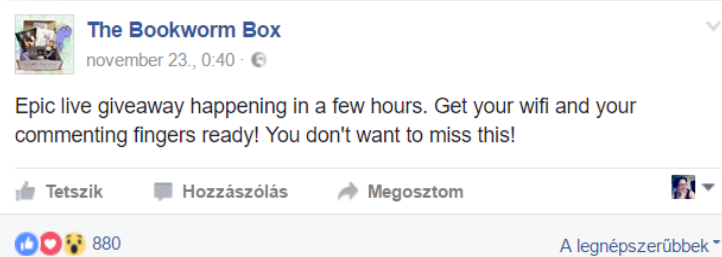 The Bookworm Box
november 23., 0:40 ·
Epic live giveaway happening in a few hours. Get your wifi and your
commenting fingers ready! You don't want to miss this!
Tetszik Hozzászólás Megosztom
880 A legnépszerűbbek